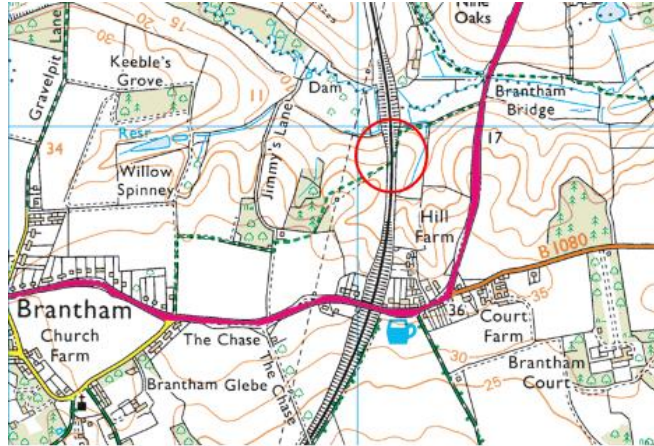 Gravelpit Lane
Keeble's
Grove
-15
-10
-30
Nine
Oaks
Dam
11
Brantham
Bridge
Resr
34
Willow
Spinney
Jimmy's Lane
17
Hill
Farm
B 1080
35
Brantham
Church
Farm
The Chase
36
Court
Farm
30
25
Brantham Glebe
The Chase
Brantham
Court